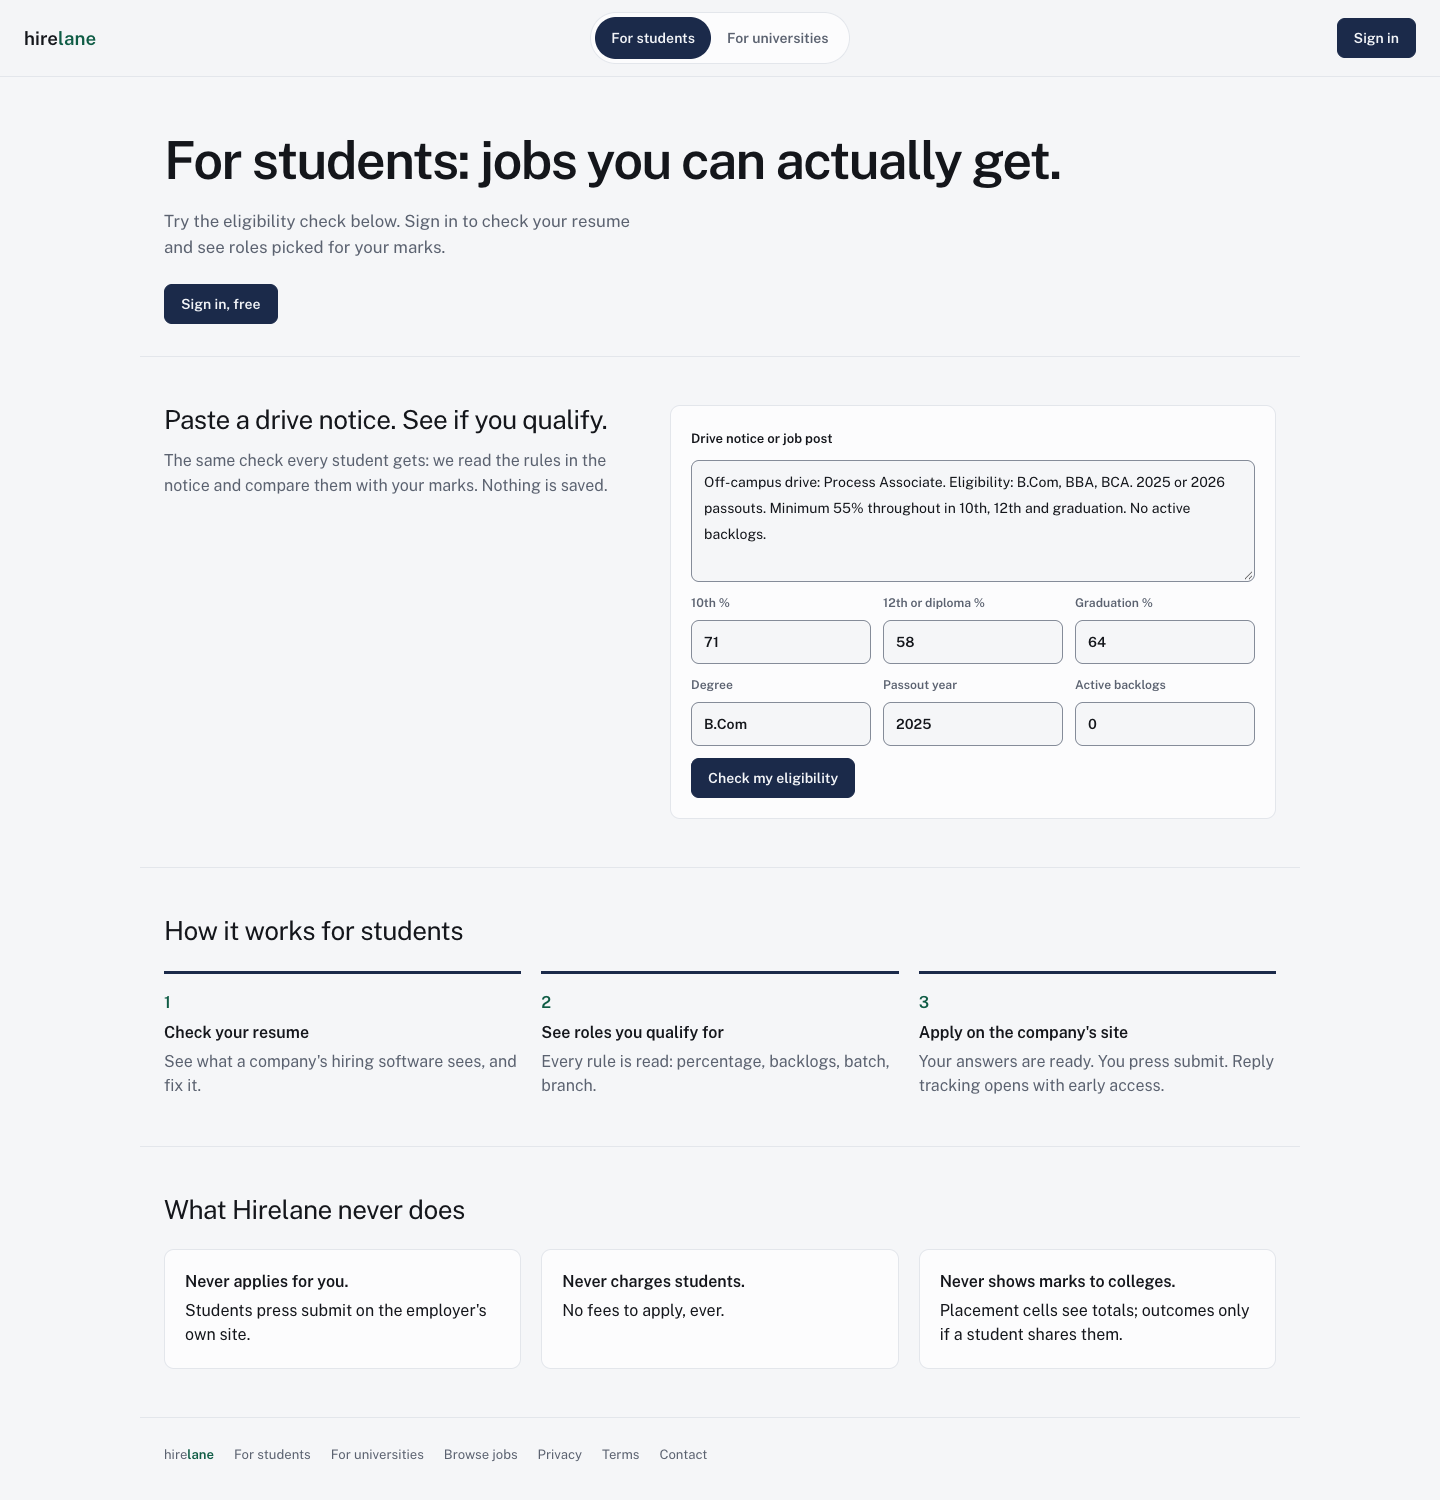 hirelane
For students
For universities
Sign in
For students: jobs you can actually get.
Try the eligibility check below. Sign in to check your resume
and see roles picked for your marks.
Sign in, free
Paste a drive notice. See if you qualify.
The same check every student gets: we read the rules in the
notice and compare them with your marks. Nothing is saved.
Drive notice or job post
Off-campus drive: Process Associate. Eligibility: B.Com, BBA, BCA. 2025 or 2026
passouts. Minimum 55% throughout in 10th, 12th and graduation. No active
backlogs.
10th %
12th or diploma %
Graduation %
71
58
64
Degree
Passout year
Active backlogs
B.Com
2025
0
Check my eligibility
How it works for students
1
Check your resume
See what a company's hiring software sees, and
fix it.
2
See roles you qualify for
Every rule is read: percentage, backlogs, batch,
branch.
3
Apply on the company's site
Your answers are ready. You press submit. Reply
tracking opens with early access.
What Hirelane never does
Never applies for you.
Students press submit on the employer's
own site.
Never charges students.
No fees to apply, ever.
Never shows marks to colleges.
Placement cells see totals; outcomes only
if a student shares them.
hirelane
For students
For universities
Browse jobs
Privacy
Terms
Contact